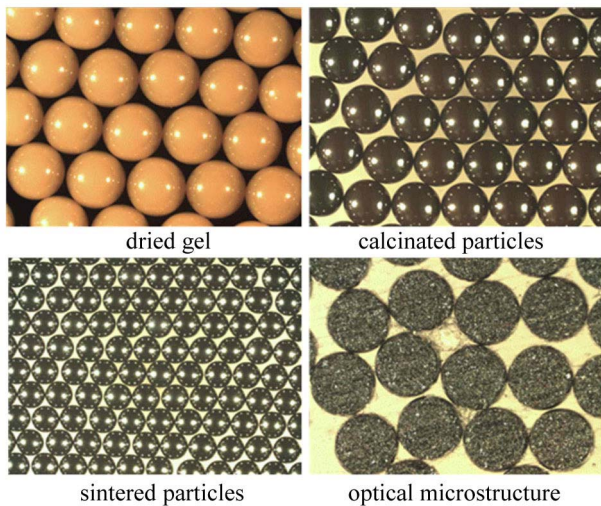 dried gel
calcinated particles
sintered particles
optical microstructure